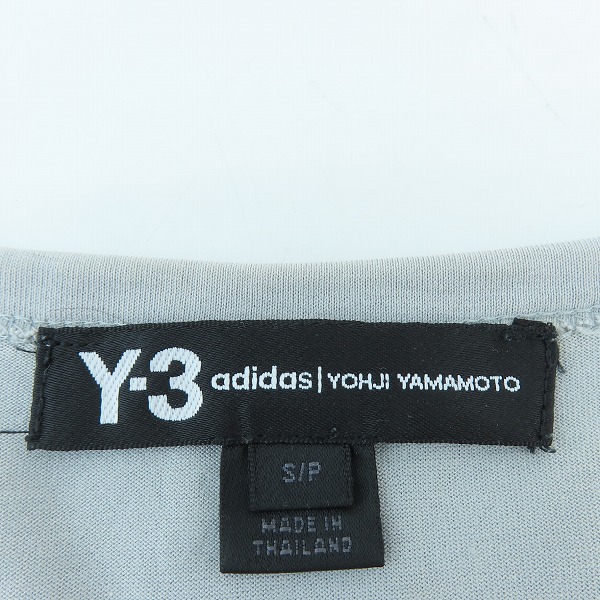 Y-3 adidas | YOHJI YAMAMOTO
S/P
MADE IN
THAILAND